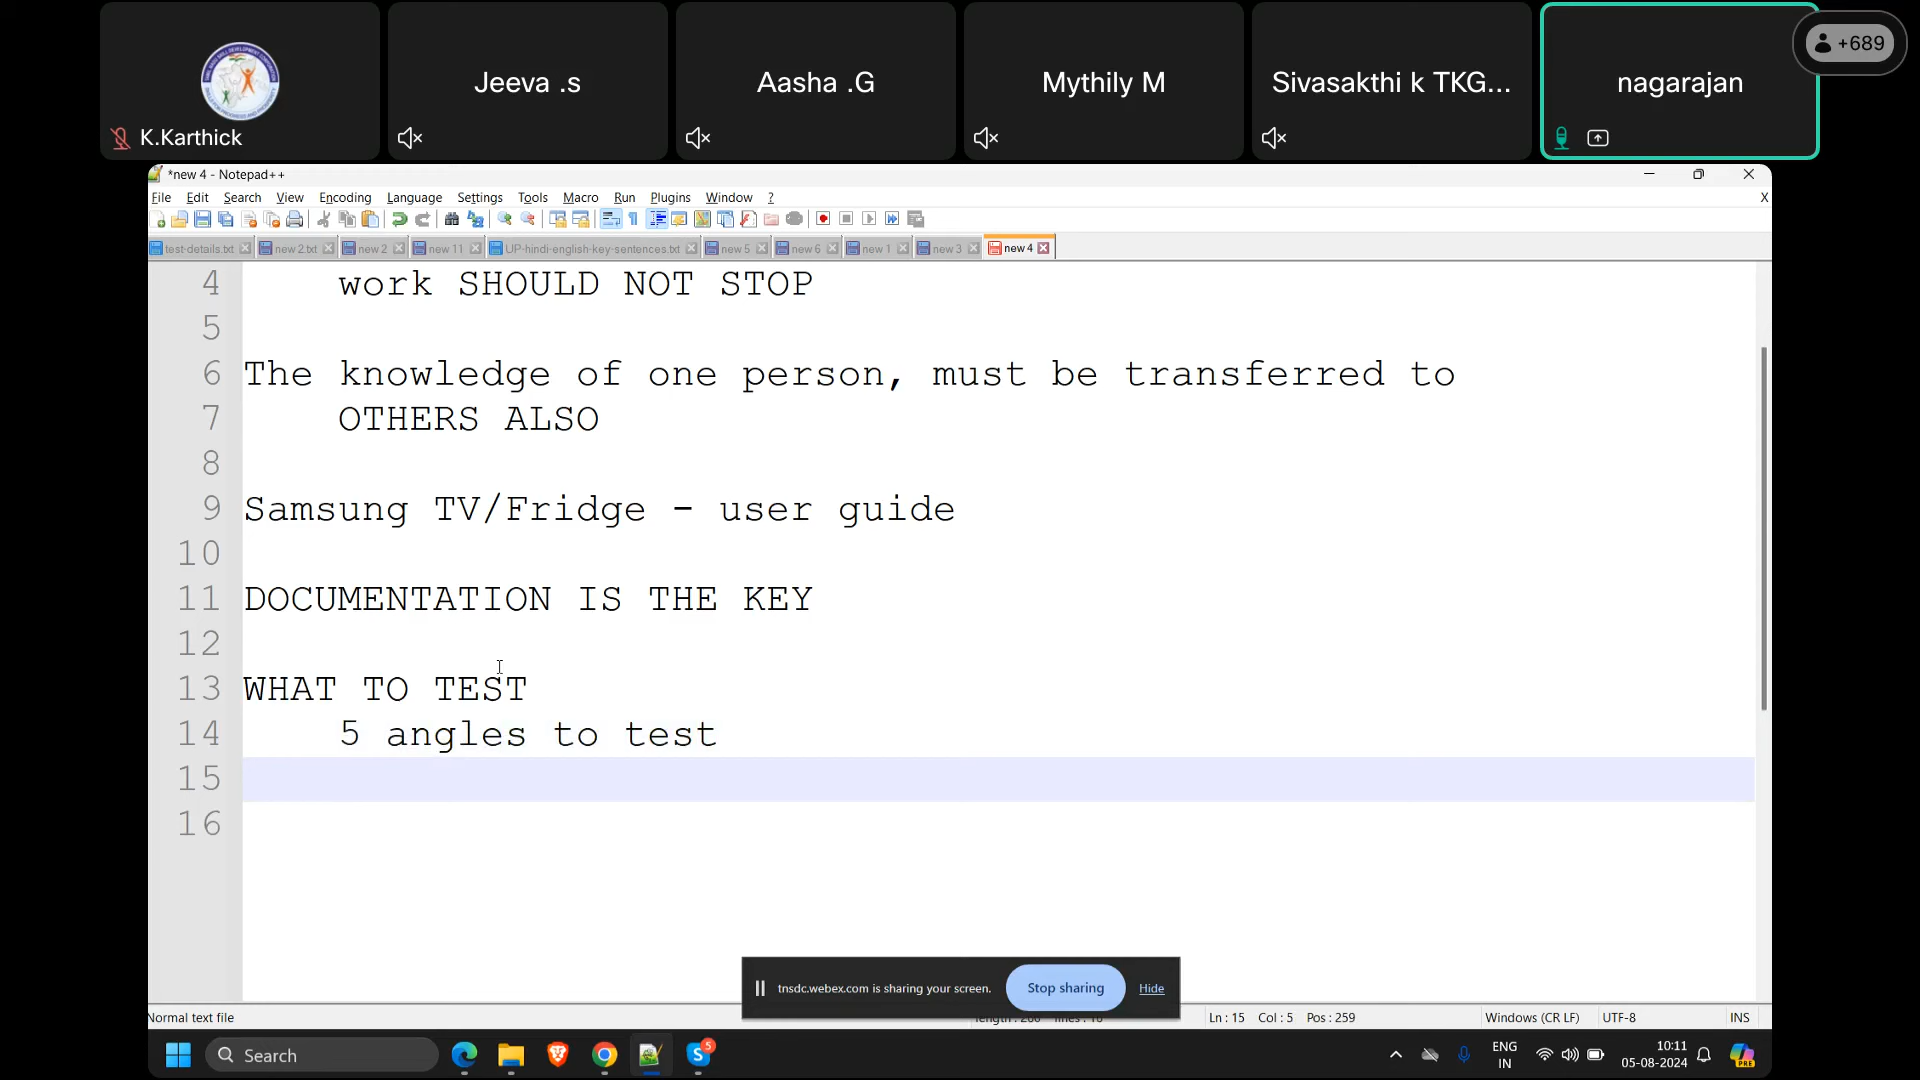 Jeeva .s
Aasha .G
Mythily M
Sivasakthi k TKG...
nagarajan
+689
K.Karthick
*new 4 - Notepad++
File Edit Search View Encoding Language Settings Tools Macro Run Plugins Window ? X
test-details.txt new 2.txt new 2 new 11 UP-hindi-english-key-sentences.txt new 5 new 6 new 1 new 3 new 4
4 work SHOULD NOT STOP
5
6 The knowledge of one person, must be transferred to
7 OTHERS ALSO
8
9 Samsung TV/Fridge - user guide
10
11 DOCUMENTATION IS THE KEY
12
13 WHAT TO TEST
14 5 angles to test
15
16
tnsdc.webex.com is sharing your screen. Stop sharing Hide
Normal text file Ln : 15 Col : 5 Pos : 259 Windows (CR LF) UTF-8 INS
Search
5
ENG
IN
10:11
05-08-2024
PRE